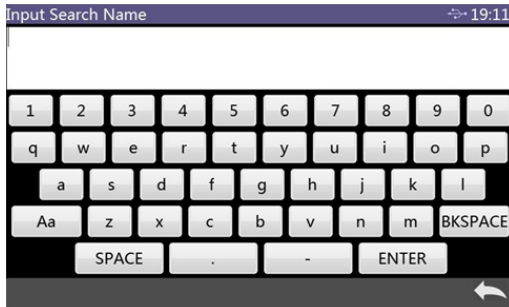 Input Search Name 19:11
1 2 3 4 5 6 7 8 9 0
q w e r t y u i o p
a s d f g h j k l
Aa z x c b v n m BKSPACE
SPACE . - ENTER